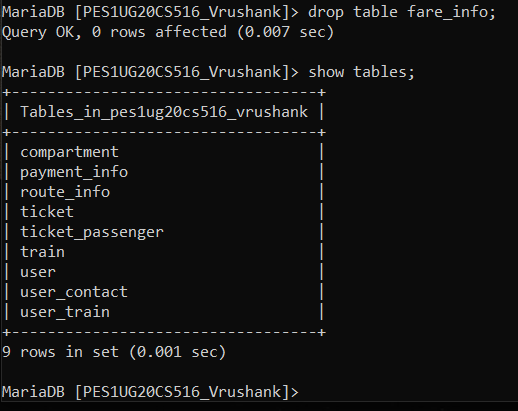 MariaDB [PES1UG20CS516_Vrushank]> drop table fare_info;
Query OK, 0 rows affected (0.007 sec)
MariaDB [PES1UG20CS516_Vrushank]> show tables;
+---------------------------------+
| Tables_in_pes1ug20cs516_vrushank |
+---------------------------------+
| compartment                      |
| payment_info                     |
| route_info                       |
| ticket                           |
| ticket_passenger                 |
| train                            |
| user                             |
| user_contact                     |
| user_train                       |
+---------------------------------+
9 rows in set (0.001 sec)
MariaDB [PES1UG20CS516_Vrushank]>